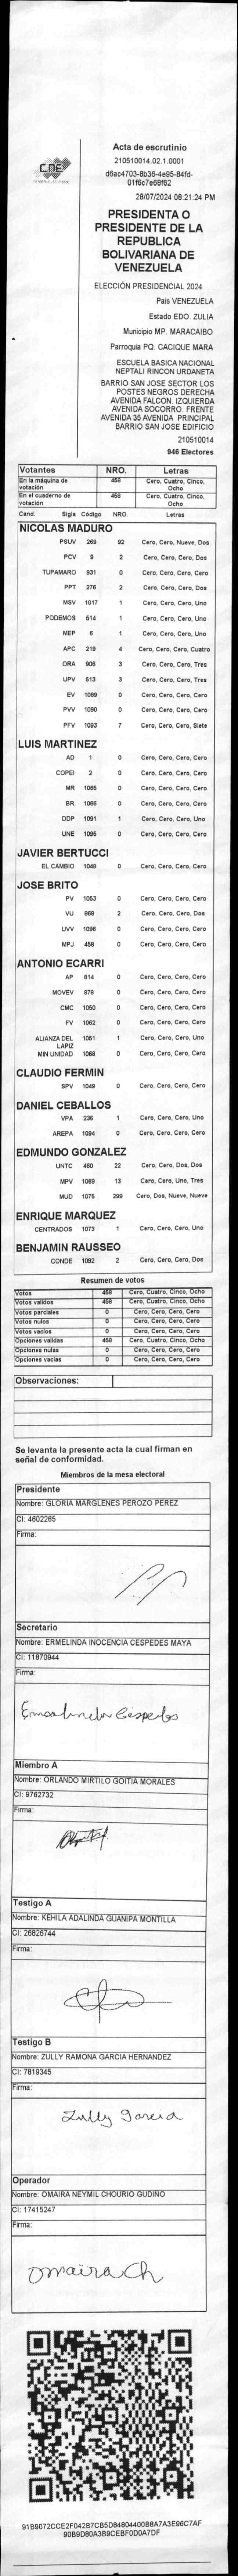 CNE
Acta de escrutinio
210510014.02.1.0001
d6ac4703-8b36-4e95-84fd-
01f6c7e68f62
28/07/2024 08:21:24 PM
PRESIDENTA O
PRESIDENTE DE LA
REPUBLICA
BOLIVARIANA DE
VENEZUELA
ELECCIÓN PRESIDENCIAL 2024
País VENEZUELA
Estado EDO. ZULIA
Municipio MP. MARACAIBO
Parroquia PQ. CACIQUE MARA
ESCUELA BASICA NACIONAL
NEPTALI RINCON URDANETA
BARRIO SAN JOSE SECTOR LOS
POSTES NEGROS DERECHA
AVENIDA FALCON. IZQUIERDA
AVENIDA SOCORRO. FRENTE
AVENIDA 35 AVENIDA PRINCIPAL
BARRIO SAN JOSE EDIFICIO
210510014
946 Electores
Votantes NRO. Letras
En la máquina de votación 458 Cero, Cuatro, Cinco, Ocho
En el cuaderno de votación 458 Cero, Cuatro, Cinco, Ocho
Cand. Sigla Código NRO. Letras
NICOLAS MADURO
PSUV 269 92 Cero, Cero, Nueve, Dos
PCV 9 2 Cero, Cero, Cero, Dos
TUPAMARO 931 0 Cero, Cero, Cero, Cero
PPT 276 2 Cero, Cero, Cero, Dos
MSV 1017 1 Cero, Cero, Cero, Uno
PODEMOS 514 1 Cero, Cero, Cero, Uno
MEP 6 1 Cero, Cero, Cero, Uno
APC 219 4 Cero, Cero, Cero, Cuatro
ORA 906 3 Cero, Cero, Cero, Tres
UPV 513 3 Cero, Cero, Cero, Tres
EV 1089 0 Cero, Cero, Cero, Cero
PVV 1090 0 Cero, Cero, Cero, Cero
PFV 1093 7 Cero, Cero, Cero, Siete
LUIS MARTINEZ
AD 1 0 Cero, Cero, Cero, Cero
COPEI 2 0 Cero, Cero, Cero, Cero
MR 1065 0 Cero, Cero, Cero, Cero
BR 1066 0 Cero, Cero, Cero, Cero
DDP 1091 1 Cero, Cero, Cero, Uno
UNE 1095 0 Cero, Cero, Cero, Cero
JAVIER BERTUCCI
EL CAMBIO 1048 0 Cero, Cero, Cero, Cero
JOSE BRITO
PV 1053 0 Cero, Cero, Cero, Cero
VU 969 2 Cero, Cero, Cero, Dos
UVV 1096 0 Cero, Cero, Cero, Cero
MPJ 458 0 Cero, Cero, Cero, Cero
ANTONIO ECARRI
AP 814 0 Cero, Cero, Cero, Cero
MOVEV 879 0 Cero, Cero, Cero, Cero
CMC 1050 0 Cero, Cero, Cero, Cero
FV 1062 0 Cero, Cero, Cero, Cero
ALIANZA DEL LAPIZ 1051 1 Cero, Cero, Cero, Uno
MIN UNIDAD 1068 0 Cero, Cero, Cero, Cero
CLAUDIO FERMIN
SPV 1049 0 Cero, Cero, Cero, Cero
DANIEL CEBALLOS
VPA 236 1 Cero, Cero, Cero, Uno
AREPA 1094 0 Cero, Cero, Cero, Cero
EDMUNDO GONZALEZ
UNTC 460 22 Cero, Cero, Dos, Dos
MPV 1069 13 Cero, Cero, Uno, Tres
MUD 1075 299 Cero, Dos, Nueve, Nueve
ENRIQUE MARQUEZ
CENTRADOS 1073 1 Cero, Cero, Cero, Uno
BENJAMIN RAUSSEO
CONDE 1092 2 Cero, Cero, Cero, Dos
Resumen de votos
Votos 458 Cero, Cuatro, Cinco, Ocho
Votos validos 458 Cero, Cuatro, Cinco, Ocho
Votos parciales 0 Cero, Cero, Cero, Cero
Votos nulos 0 Cero, Cero, Cero, Cero
Votos vacios 0 Cero, Cero, Cero, Cero
Opciones validas 458 Cero, Cuatro, Cinco, Ocho
Opciones nulas 0 Cero, Cero, Cero, Cero
Opciones vacias 0 Cero, Cero, Cero, Cero
Observaciones:
Se levanta la presente acta la cual firman en
señal de conformidad.
Miembros de la mesa electoral
Presidente
Nombre: GLORIA MARGLENES PEROZO PEREZ
CI: 4602265
Firma:
Secretario
Nombre: ERMELINDA INOCENCIA CESPEDES MAYA
CI: 11870944
Firma:
Ermelinda Cespedes
Miembro A
Nombre: ORLANDO MIRTILO GOITIA MORALES
CI: 9762732
Firma:
Testigo A
Nombre: KEHILA ADALINDA GUANIPA MONTILLA
CI: 26826744
Firma:
Testigo B
Nombre: ZULLY RAMONA GARCIA HERNANDEZ
CI: 7819345
Firma:
Zully Garcia
Operador
Nombre: OMAIRA NEYMIL CHOURIO GUDIÑO
CI: 17415247
Firma:
Omaira Ch
91B9072CCE2F042B7CB5D84804400B8A7A3E98C7AF
90B9D80A3B9CEBF0D0A7DF